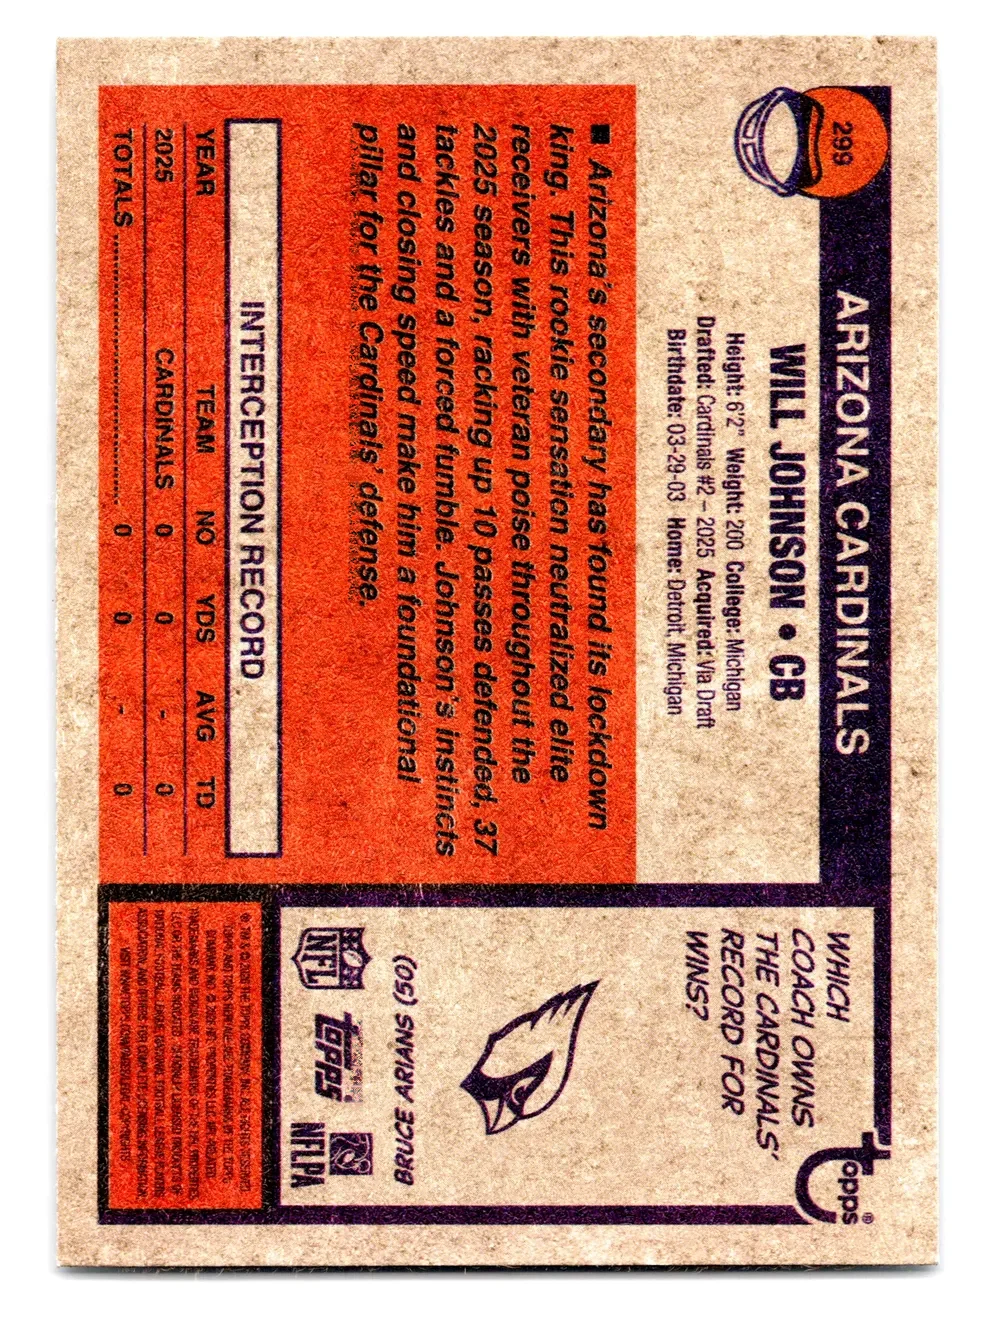 299
ARIZONA CARDINALS
WILL JOHNSON • CB
Height: 6'2" Weight: 200 College: Michigan
Drafted: Cardinals #2 – 2025 Acquired: Via Draft
Birthdate: 03-29-03 Home: Detroit, Michigan
■ Arizona's secondary has found its lockdown
king. This rookie sensation neutralized elite
receivers with veteran poise throughout the
2025 season, racking up 10 passes defended, 37
tackles and a forced fumble. Johnson's instincts
and closing speed make him a foundational
pillar for the Cardinals' defense.
INTERCEPTION RECORD
YEAR TEAM NO YDS AVG TD
2025 CARDINALS 0 0 - 0
TOTALS .......................... 0 0 - 0
topps®
WHICH
COACH OWNS
THE CARDINALS'
RECORD FOR
WINS?
BRUCE ARIANS (50)
NFL
topps
NFLPA